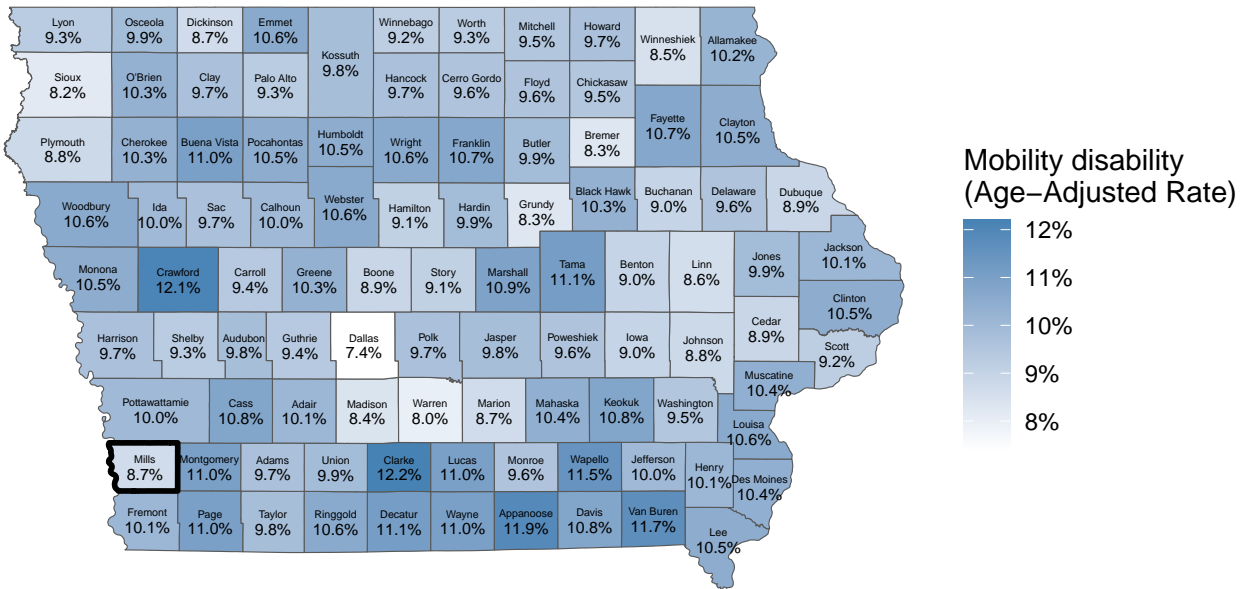 Lyon
9.3%
Osceola
9.9%
Dickinson
8.7%
Emmet
10.6%
Kossuth
9.8%
Winnebago
9.2%
Worth
9.3%
Mitchell
9.5%
Howard
9.7%
Winneshiek
8.5%
Allamakee
10.2%
Sioux
8.2%
O'Brien
10.3%
Clay
9.7%
Palo Alto
9.3%
Hancock
9.7%
Cerro Gordo
9.6%
Floyd
9.6%
Chickasaw
9.5%
Fayette
10.7%
Clayton
10.5%
Plymouth
8.8%
Cherokee
10.3%
Buena Vista
11.0%
Pocahontas
10.5%
Humboldt
10.5%
Wright
10.6%
Franklin
10.7%
Butler
9.9%
Bremer
8.3%
Woodbury
10.6%
Ida
10.0%
Sac
9.7%
Calhoun
10.0%
Webster
10.6%
Hamilton
9.1%
Hardin
9.9%
Grundy
8.3%
Black Hawk
10.3%
Buchanan
9.0%
Delaware
9.6%
Dubuque
8.9%
Monona
10.5%
Crawford
12.1%
Carroll
9.4%
Greene
10.3%
Boone
8.9%
Story
9.1%
Marshall
10.9%
Tama
11.1%
Benton
9.0%
Linn
8.6%
Jones
9.9%
Jackson
10.1%
Clinton
10.5%
Harrison
9.7%
Shelby
9.3%
Audubon
9.8%
Guthrie
9.4%
Dallas
7.4%
Polk
9.7%
Jasper
9.8%
Poweshiek
9.6%
Iowa
9.0%
Johnson
8.8%
Cedar
8.9%
Scott
9.2%
Muscatine
10.4%
Pottawattamie
10.0%
Cass
10.8%
Adair
10.1%
Madison
8.4%
Warren
8.0%
Marion
8.7%
Mahaska
10.4%
Keokuk
10.8%
Washington
9.5%
Louisa
10.6%
Mills
8.7%
Montgomery
11.0%
Adams
9.7%
Union
9.9%
Clarke
12.2%
Lucas
11.0%
Monroe
9.6%
Wapello
11.5%
Jefferson
10.0%
Henry
10.1%
Des Moines
10.4%
Fremont
10.1%
Page
11.0%
Taylor
9.8%
Ringgold
10.6%
Decatur
11.1%
Wayne
11.0%
Appanoose
11.9%
Davis
10.8%
Van Buren
11.7%
Lee
10.5%
Mobility disability
(Age−Adjusted Rate)
12%
11%
10%
9%
8%